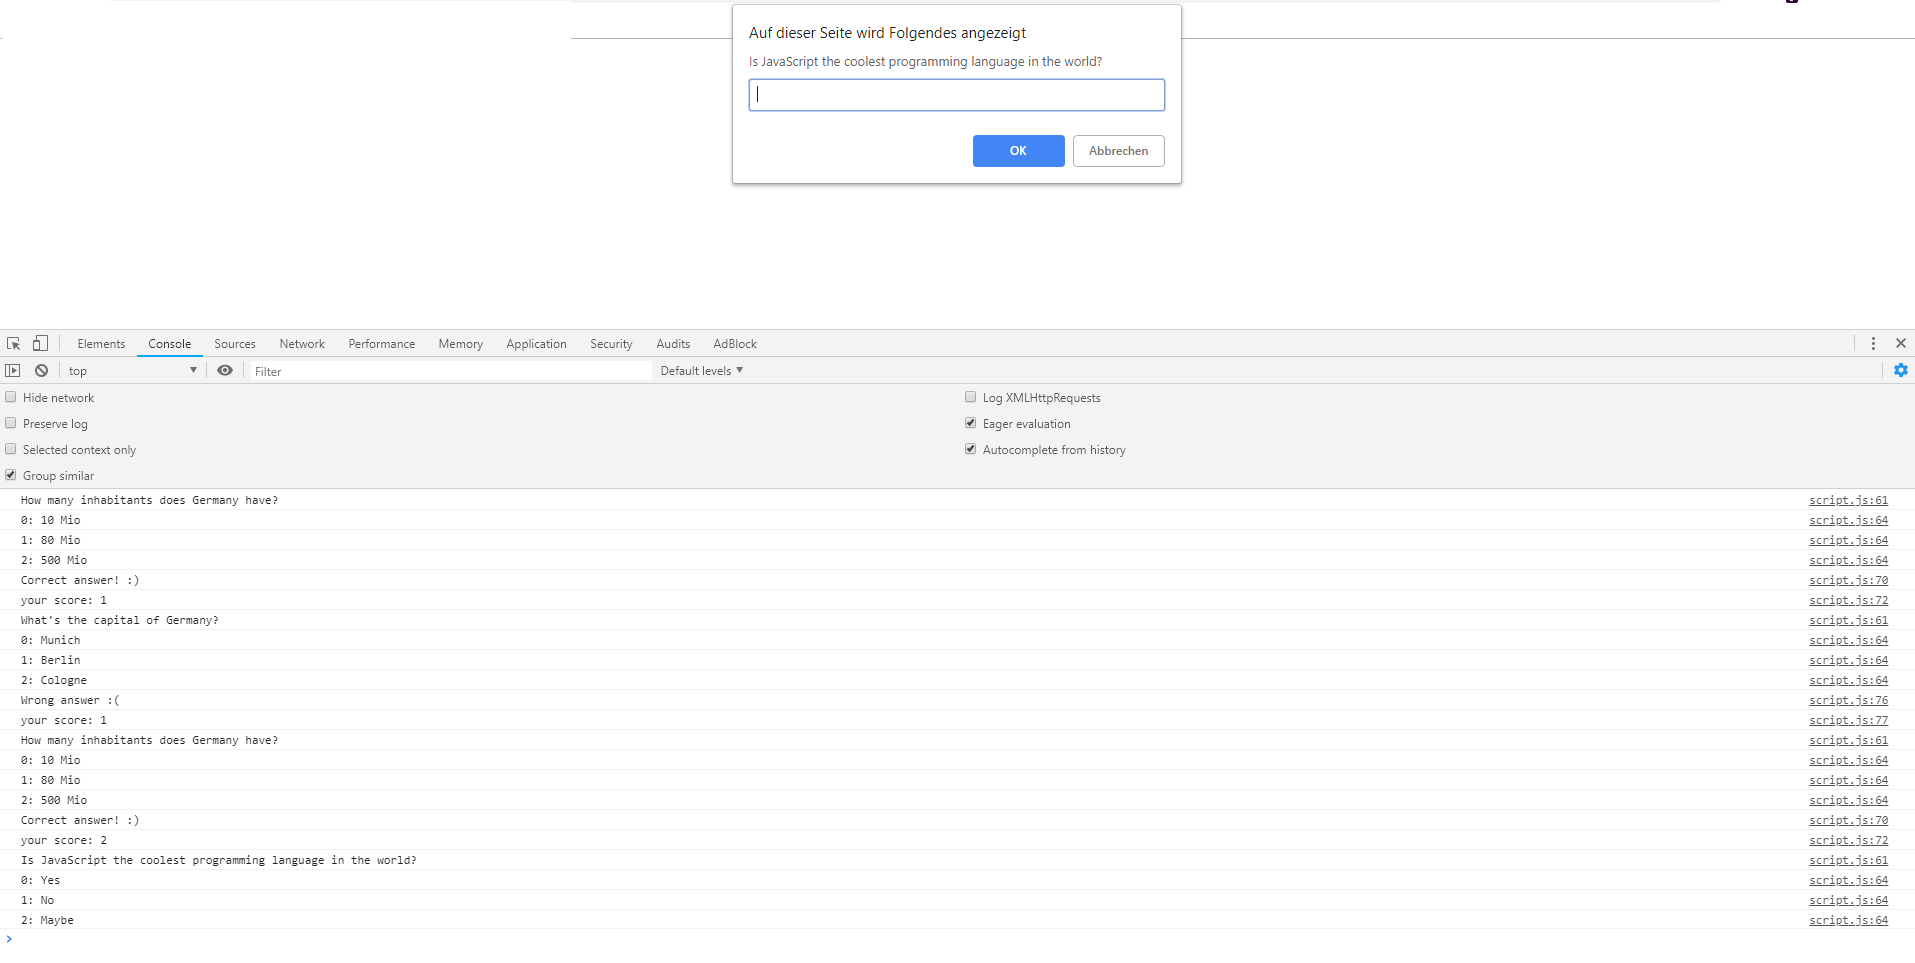 Auf dieser Seite wird Folgendes angezeigt
Is JavaScript the coolest programming language in the world?
OK Abbrechen
Elements Console Sources Network Performance Memory Application Security Audits AdBlock
top Filter Default levels
Hide network Log XMLHttpRequests
Preserve log Eager evaluation
Selected context only Autocomplete from history
Group similar
How many inhabitants does Germany have? script.js:61
0: 10 Mio script.js:64
1: 80 Mio script.js:64
2: 500 Mio script.js:64
Correct answer! :) script.js:70
your score: 1 script.js:72
What's the capital of Germany? script.js:61
0: Munich script.js:64
1: Berlin script.js:64
2: Cologne script.js:64
Wrong answer :( script.js:76
your score: 1 script.js:77
How many inhabitants does Germany have? script.js:61
0: 10 Mio script.js:64
1: 80 Mio script.js:64
2: 500 Mio script.js:64
Correct answer! :) script.js:70
your score: 2 script.js:72
Is JavaScript the coolest programming language in the world? script.js:61
0: Yes script.js:64
1: No script.js:64
2: Maybe script.js:64